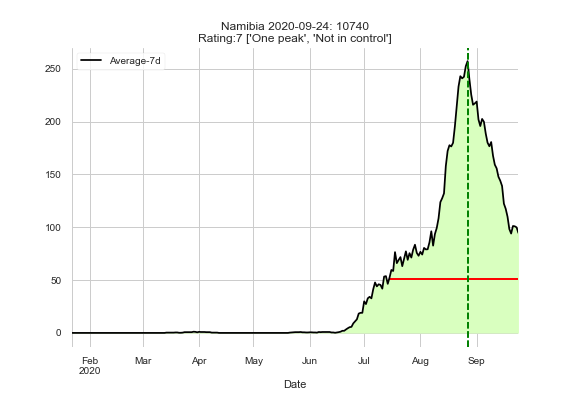 Namibia 2020-09-24: 10740
Rating:7 ['One peak', 'Not in control']
Average-7d
250
200
150
100
50
0
Feb Mar Apr May Jun Jul Aug Sep
2020
Date